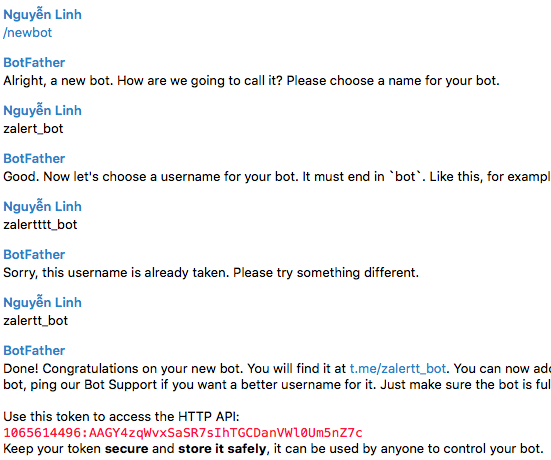 Nguyễn Linh
/newbot
BotFather
Alright, a new bot. How are we going to call it? Please choose a name for your bot.
Nguyễn Linh
zalert_bot
BotFather
Good. Now let's choose a username for your bot. It must end in `bot`. Like this, for exampl
Nguyễn Linh
zalertttt_bot
BotFather
Sorry, this username is already taken. Please try something different.
Nguyễn Linh
zalertt_bot
BotFather
Done! Congratulations on your new bot. You will find it at t.me/zalertt_bot. You can now add
bot, ping our Bot Support if you want a better username for it. Just make sure the bot is ful
Use this token to access the HTTP API:
1065614496:AAGY4zqWvxSaSR7sIhTGCDanVWl0Um5nZ7c
Keep your token secure and store it safely, it can be used by anyone to control your bot.